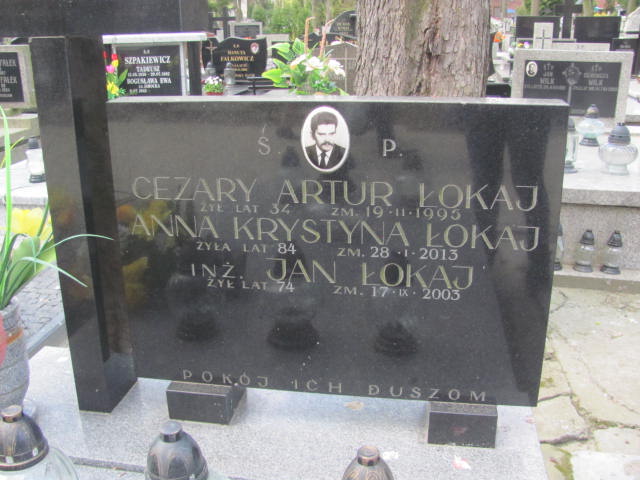 Ś. P.
CEZARY ARTUR ŁOKAJ
ŻYŁ LAT 34 ZM. 19·II·1995
ANNA KRYSTYNA ŁOKAJ
ŻYŁA LAT 84 ZM. 28·I·2013
INŻ. JAN ŁOKAJ
ŻYŁ LAT 74 ZM. 17·IX·2003
POKÓJ ICH DUSZOM
Ś.P.
SZPAKIEWICZ
TADEUSZ
BOGUSŁAWA EWA
Ś.P.
DANUTA
FALKOWICZ
Ś.P.
JAN
WILK